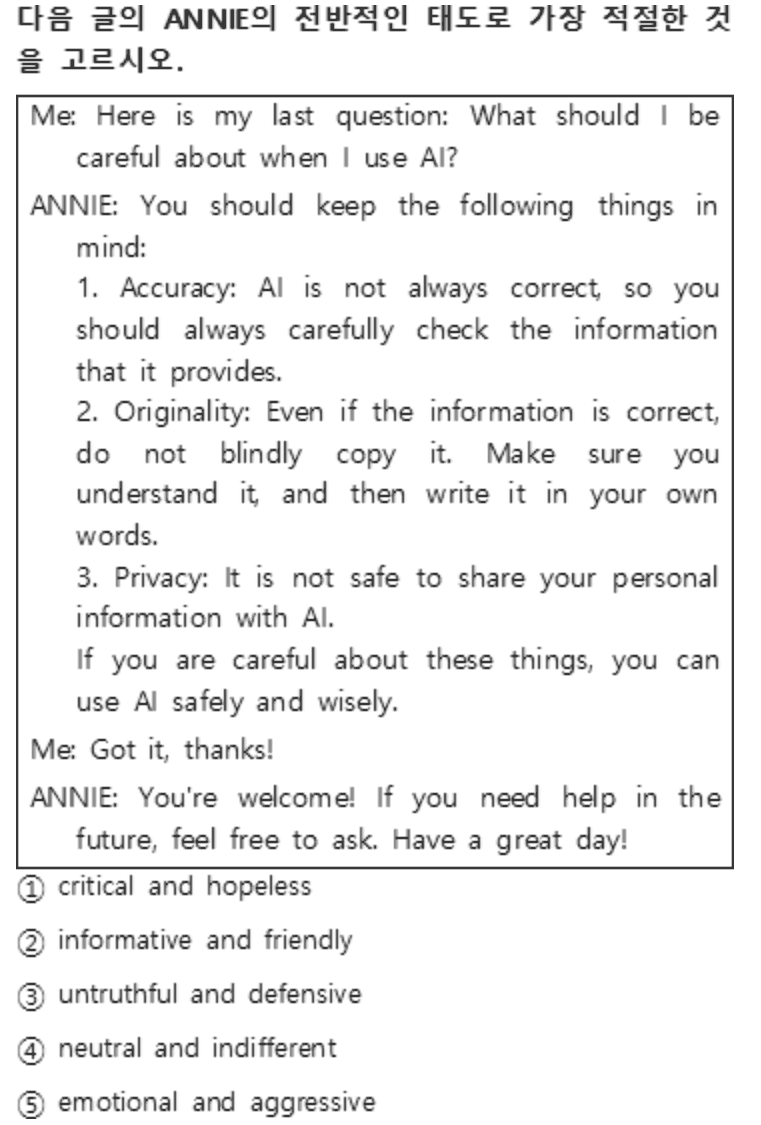 다음 글의 ANNIE의 전반적인 태도로 가장 적절한 것
을 고르시오.
Me: Here is my last question: What should I be
careful about when I use AI?
ANNIE: You should keep the following things in
mind:
1. Accuracy: AI is not always correct, so you
should always carefully check the information
that it provides.
2. Originality: Even if the information is correct,
do not blindly copy it. Make sure you
understand it, and then write it in your own
words.
3. Privacy: It is not safe to share your personal
information with AI.
If you are careful about these things, you can
use AI safely and wisely.
Me: Got it, thanks!
ANNIE: You're welcome! If you need help in the
future, feel free to ask. Have a great day!
① critical and hopeless
② informative and friendly
③ untruthful and defensive
④ neutral and indifferent
⑤ emotional and aggressive